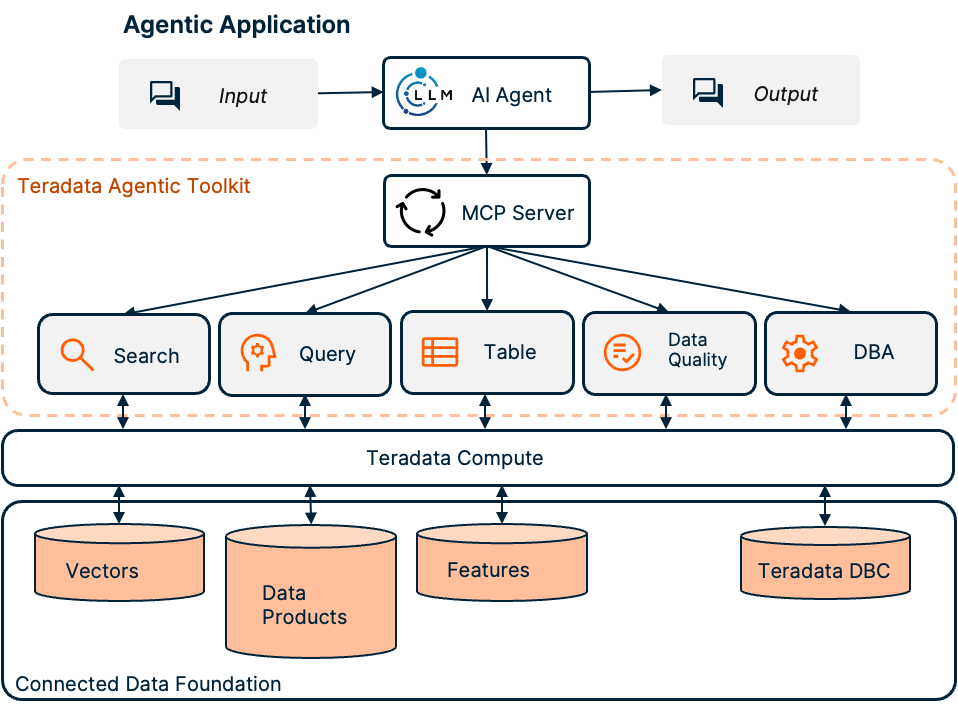 Agentic Application
Input
LLM
AI Agent
Output
Teradata Agentic Toolkit
MCP Server
Search
Query
Table
Data
Quality
DBA
Teradata Compute
Vectors
Data
Products
Features
Teradata DBC
Connected Data Foundation